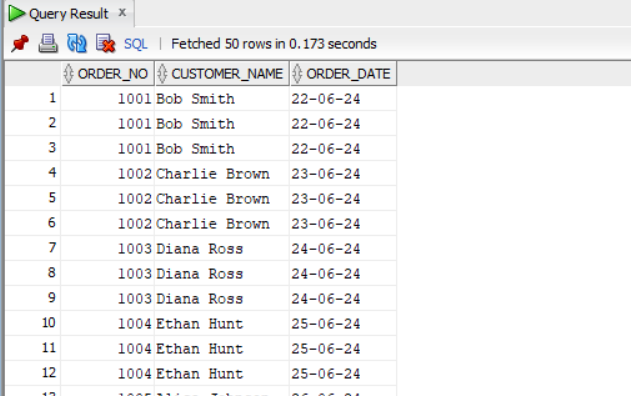 Query Result x
SQL | Fetched 50 rows in 0.173 seconds
ORDER_NO CUSTOMER_NAME ORDER_DATE
1 1001 Bob Smith 22-06-24
2 1001 Bob Smith 22-06-24
3 1001 Bob Smith 22-06-24
4 1002 Charlie Brown 23-06-24
5 1002 Charlie Brown 23-06-24
6 1002 Charlie Brown 23-06-24
7 1003 Diana Ross 24-06-24
8 1003 Diana Ross 24-06-24
9 1003 Diana Ross 24-06-24
10 1004 Ethan Hunt 25-06-24
11 1004 Ethan Hunt 25-06-24
12 1004 Ethan Hunt 25-06-24